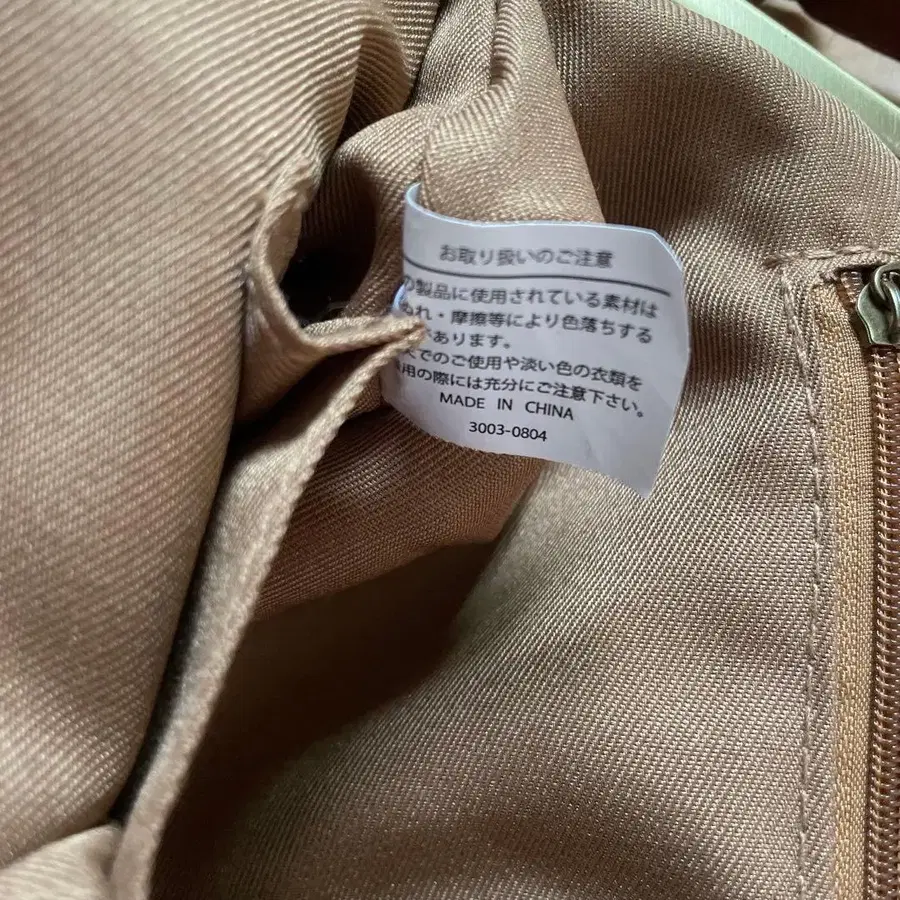 お取り扱いのご注意
の製品に使用されている素材は
ぬれ・摩擦等により色落ちする
があります。
天でのご使用や淡い色の衣類を
用の際には充分にご注意下さい。
MADE IN CHINA
3003-0804